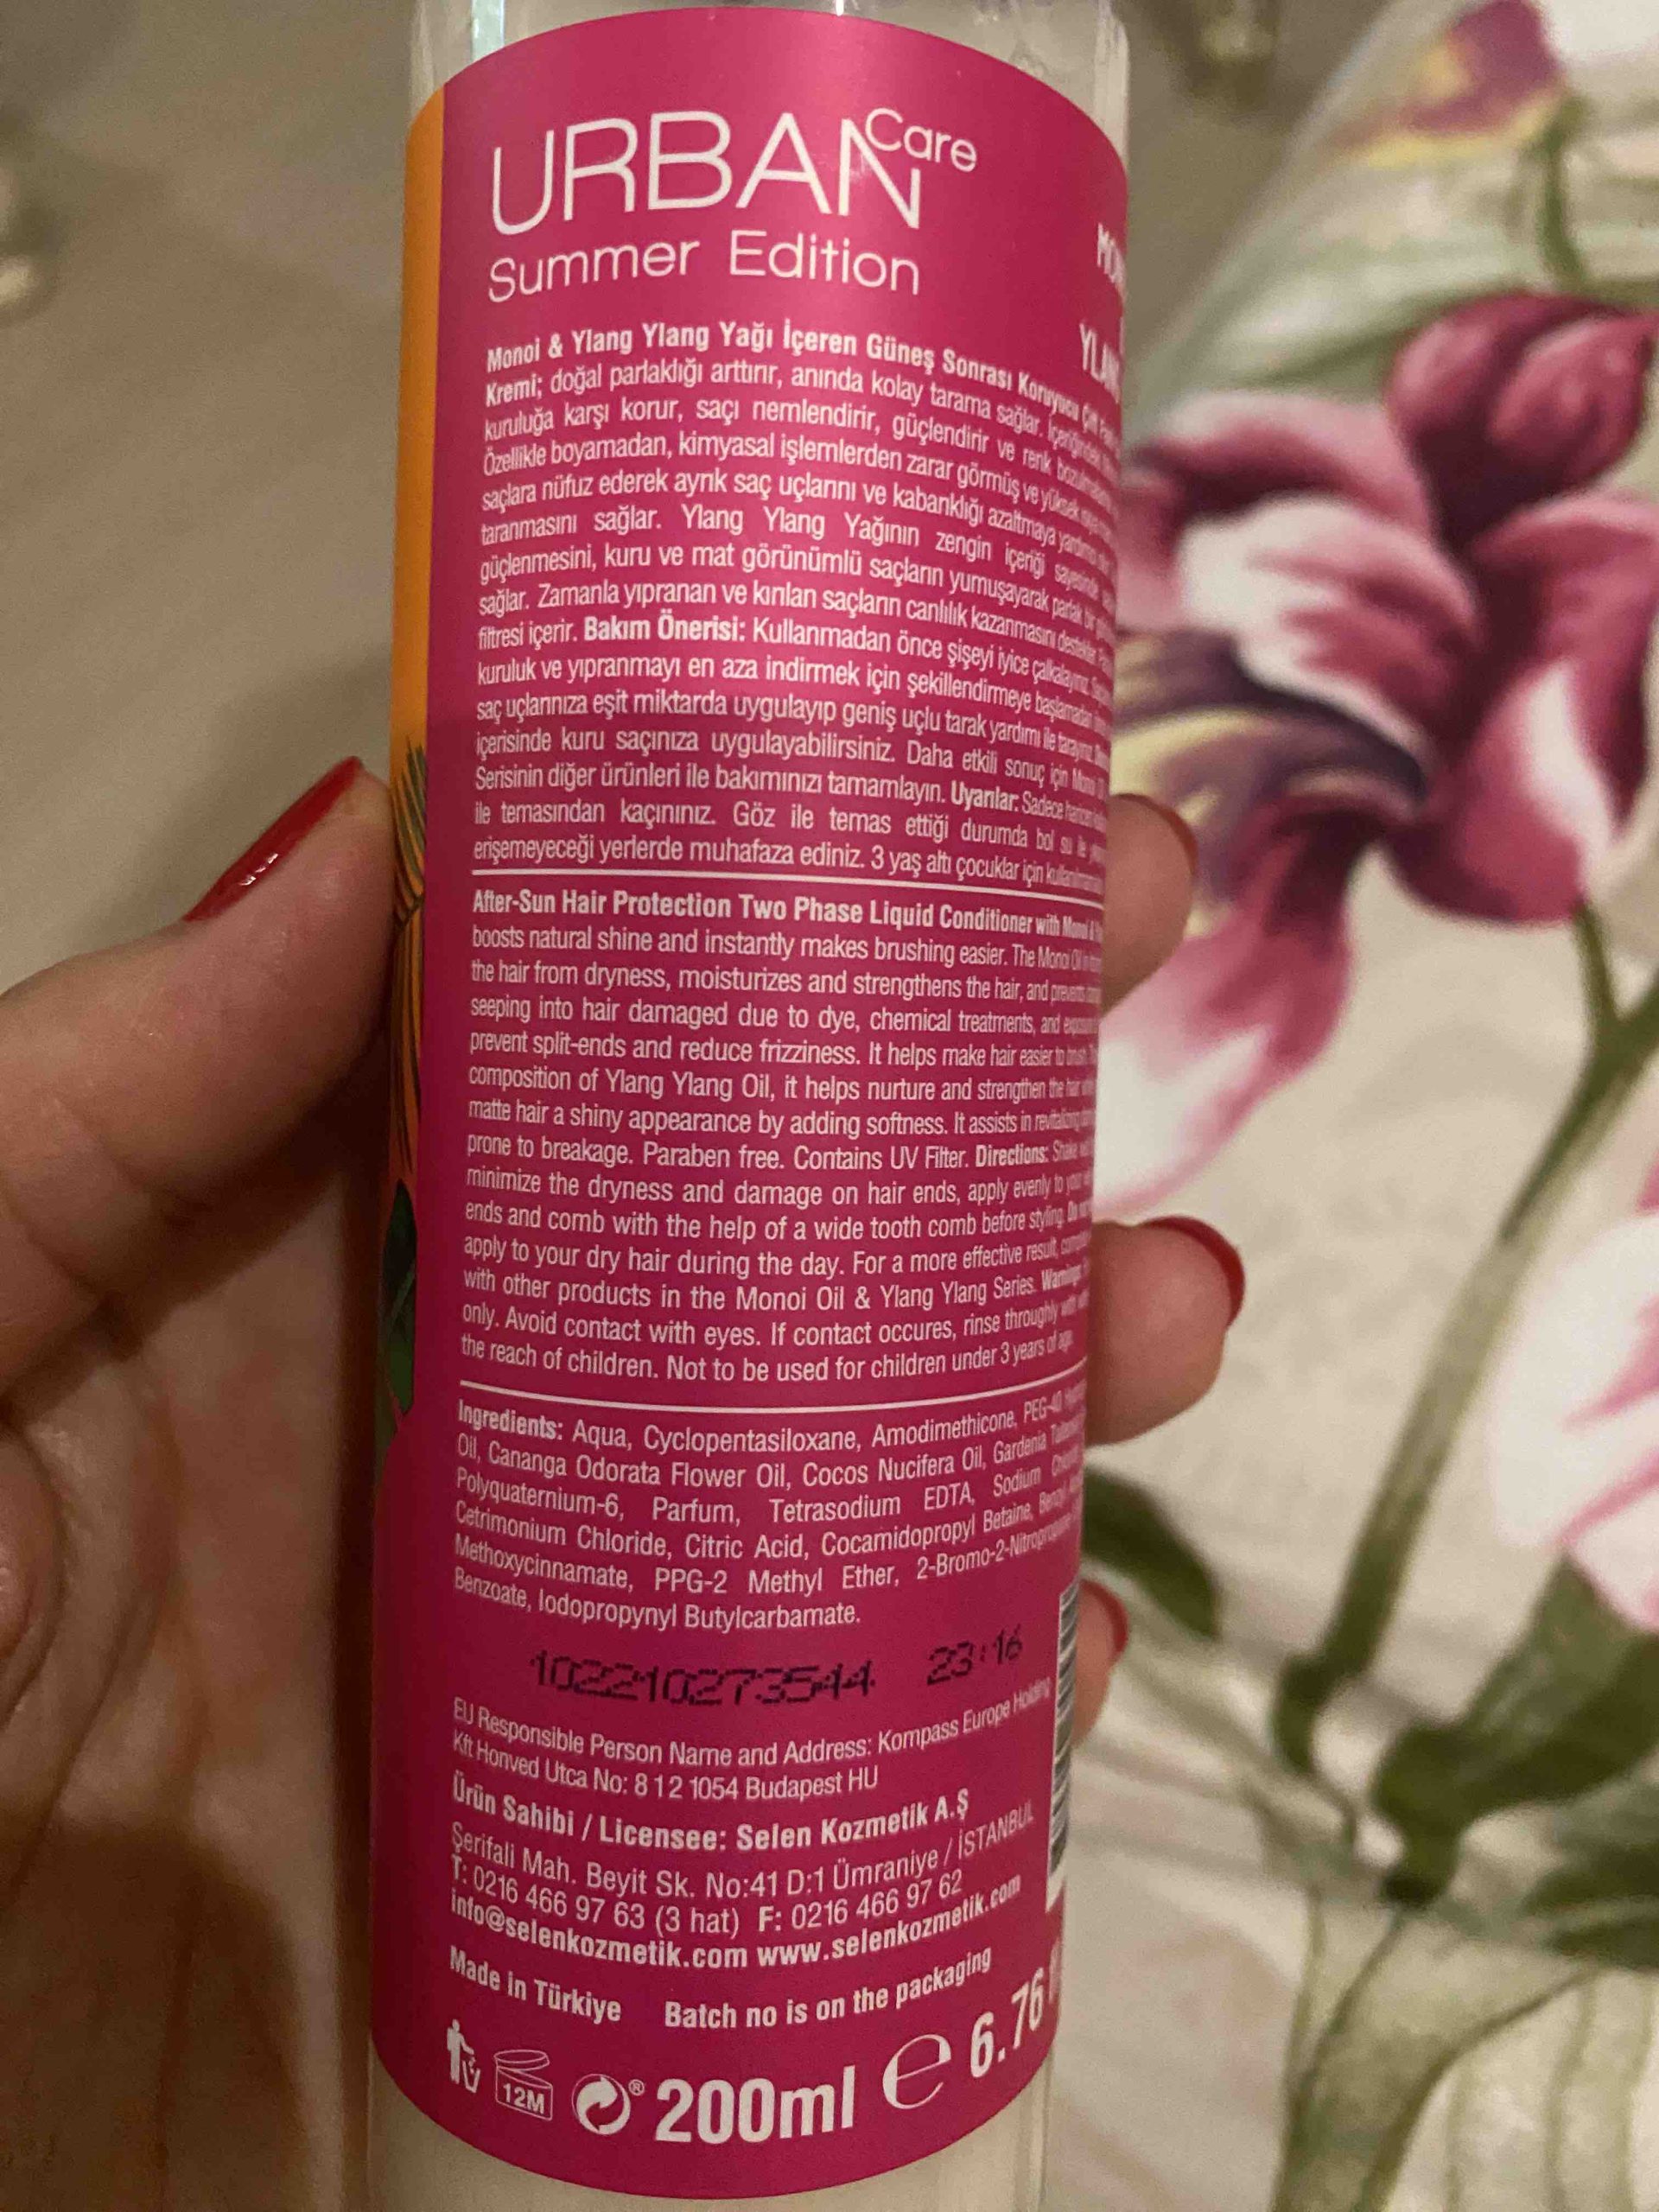 URBAN Care
Summer Edition
Monoi & Ylang Ylang Yağı İçeren Güneş Sonrası Koruyucu Çift
Kremi; doğal parlaklığı arttırır, anında kolay tarama sağlar.
kuruluğa karşı korur, saçı nemlendirir, güçlendirir ve renk
Özellikle boyamadan, kimyasal işlemlerden zarar görmüş ve yüksek
saçlara nüfuz ederek ayrık saç uçlarını ve kabarıklığı azaltmaya
taranmasını sağlar. Ylang Ylang Yağının zengin içeriği
güçlenmesini, kuru ve mat görünümlü saçların yumuşayarak parlak bir
sağlar. Zamanla yıpranan ve kırılan saçların canlılık kazanmasını
filtresi içerir. Bakım Önerisi: Kullanmadan önce şişeyi iyice çalkalayınız.
kuruluk ve yıpranmayı en aza indirmek için şekillendirmeye başlamadan
saç uçlarınıza eşit miktarda uygulayıp geniş uçlu tarak yardımı ile tarayınız.
içerisinde kuru saçınıza uygulayabilirsiniz. Daha etkili sonuç için
Serisinin diğer ürünleri ile bakımınızı tamamlayın. Uyarılar: Sadece
ile temasından kaçınınız. Göz ile temas ettiği durumda bol su ile
erişemeyeceği yerlerde muhafaza ediniz. 3 yaş altı çocuklar için
After-Sun Hair Protection Two Phase Liquid Conditioner with Monoi &
boosts natural shine and instantly makes brushing easier. The Monoi Oil
the hair from dryness, moisturizes and strengthens the hair, and prevents
seeping into hair damaged due to dye, chemical treatments, and
prevent split-ends and reduce frizziness. It helps make hair easier to brush.
composition of Ylang Ylang Oil, it helps nurture and strengthen the hair
matte hair a shiny appearance by adding softness. It assists in revitalizing
prone to breakage. Paraben free. Contains UV Filter. Directions: Shake
minimize the dryness and damage on hair ends, apply evenly to your
ends and comb with the help of a wide tooth comb before styling.
apply to your dry hair during the day. For a more effective result,
with other products in the Monoi Oil & Ylang Ylang Series. Warning:
only. Avoid contact with eyes. If contact occures, rinse throughly
the reach of children. Not to be used for children under 3 years of age.
Ingredients: Aqua, Cyclopentasiloxane, Amodimethicone, PEG-40
Oil, Cananga Odorata Flower Oil, Cocos Nucifera Oil, Gardenia
Polyquaternium-6, Parfum, Tetrasodium EDTA, Sodium
Cetrimonium Chloride, Citric Acid, Cocamidopropyl Betaine,
Methoxycinnamate, PPG-2 Methyl Ether,
Benzoate, Iodopropynyl Butylcarbamate.
102210273544 23:16
EU Responsible Person Name and Address: Kompass Europe Holding
Kft Honved Utca No: 8 1 2 1054 Budapest HU
Ürün Sahibi / Licensee: Selen Kozmetik A.Ş
Şerifali Mah. Beyit Sk. No:41 D:1 Ümraniye / İSTANBUL
T: 0216 466 97 63 (3 hat) F: 0216 466 97 62
info@selenkozmetik.com www.selenkozmetik.com
Made in Türkiye Batch no is on the packaging
12M ® 200ml e 6.76